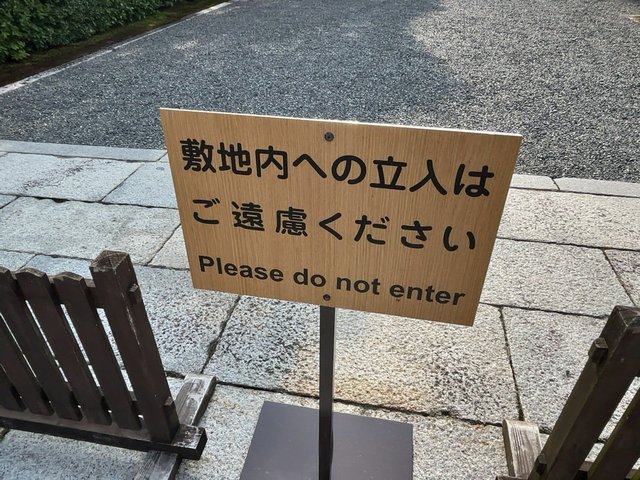 敷地内への立入は
ご遠慮ください
Please do not enter